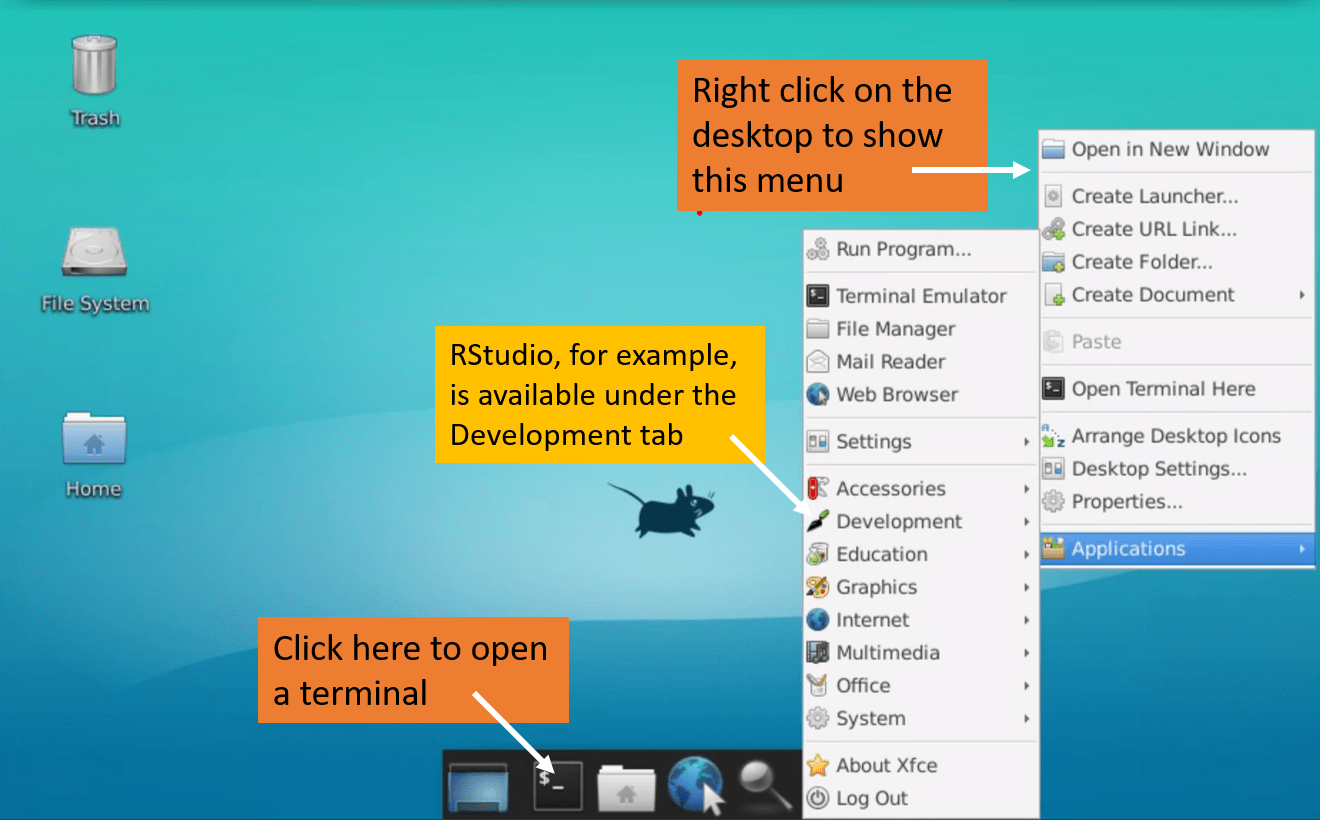 Trash
File System
Home
Right click on the
desktop to show
this menu
RStudio, for example,
is available under the
Development tab
Click here to open
a terminal
$_
Run Program...
Terminal Emulator
File Manager
Mail Reader
Web Browser
Settings
Accessories
Development
Education
Graphics
Internet
Multimedia
Office
System
About Xfce
Log Out
Open in New Window
Create Launcher...
Create URL Link...
Create Folder...
Create Document
Paste
Open Terminal Here
Arrange Desktop Icons
Desktop Settings...
Properties...
Applications